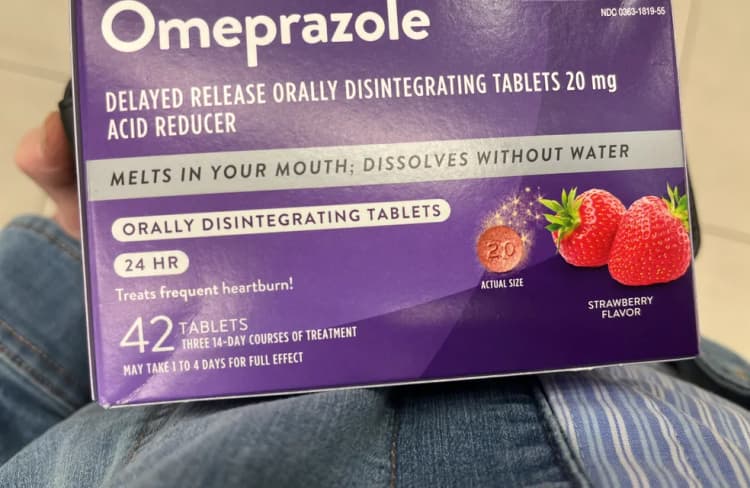 Omeprazole
NDC 0363-1819-55
DELAYED RELEASE ORALLY DISINTEGRATING TABLETS 20 mg
ACID REDUCER
MELTS IN YOUR MOUTH; DISSOLVES WITHOUT WATER
ORALLY DISINTEGRATING TABLETS
24 HR
Treats frequent heartburn!
20
ACTUAL SIZE
STRAWBERRY
FLAVOR
42 TABLETS
THREE 14-DAY COURSES OF TREATMENT
MAY TAKE 1 TO 4 DAYS FOR FULL EFFECT